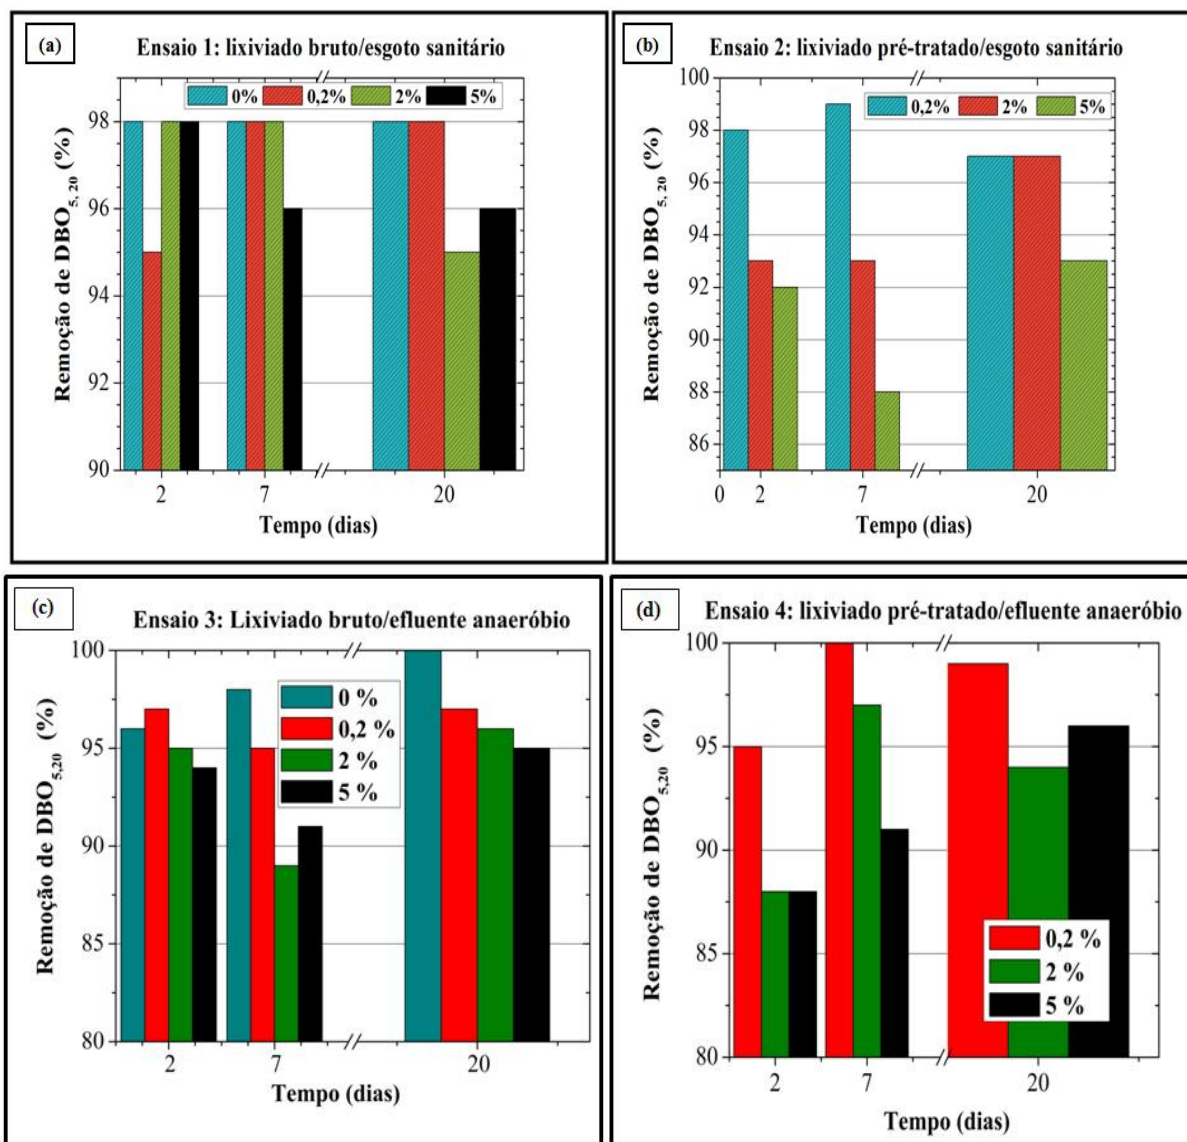 (a)
Ensaio 1: lixiviado bruto/esgoto sanitário
0% 0,2% 2% 5%
98
96
94
92
90
Remoção de DBO5, 20 (%)
2 7 20
Tempo (dias)
(b)
Ensaio 2: lixiviado pré-tratado/esgoto sanitário
0,2% 2% 5%
100
98
96
94
92
90
88
86
Remoção de DBO5, 20 (%)
0 2 7 20
Tempo (dias)
(c)
Ensaio 3: Lixiviado bruto/efluente anaeróbio
0 %
0,2 %
2 %
5 %
100
95
90
85
80
Remoção de DBO5,20 (%)
2 7 20
Tempo (dias)
(d)
Ensaio 4: lixiviado pré-tratado/efluente anaeróbio
100
95
90
85
80
Remoção de DBO5,20 (%)
0,2 %
2 %
5 %
2 7 20
Tempo (dias)